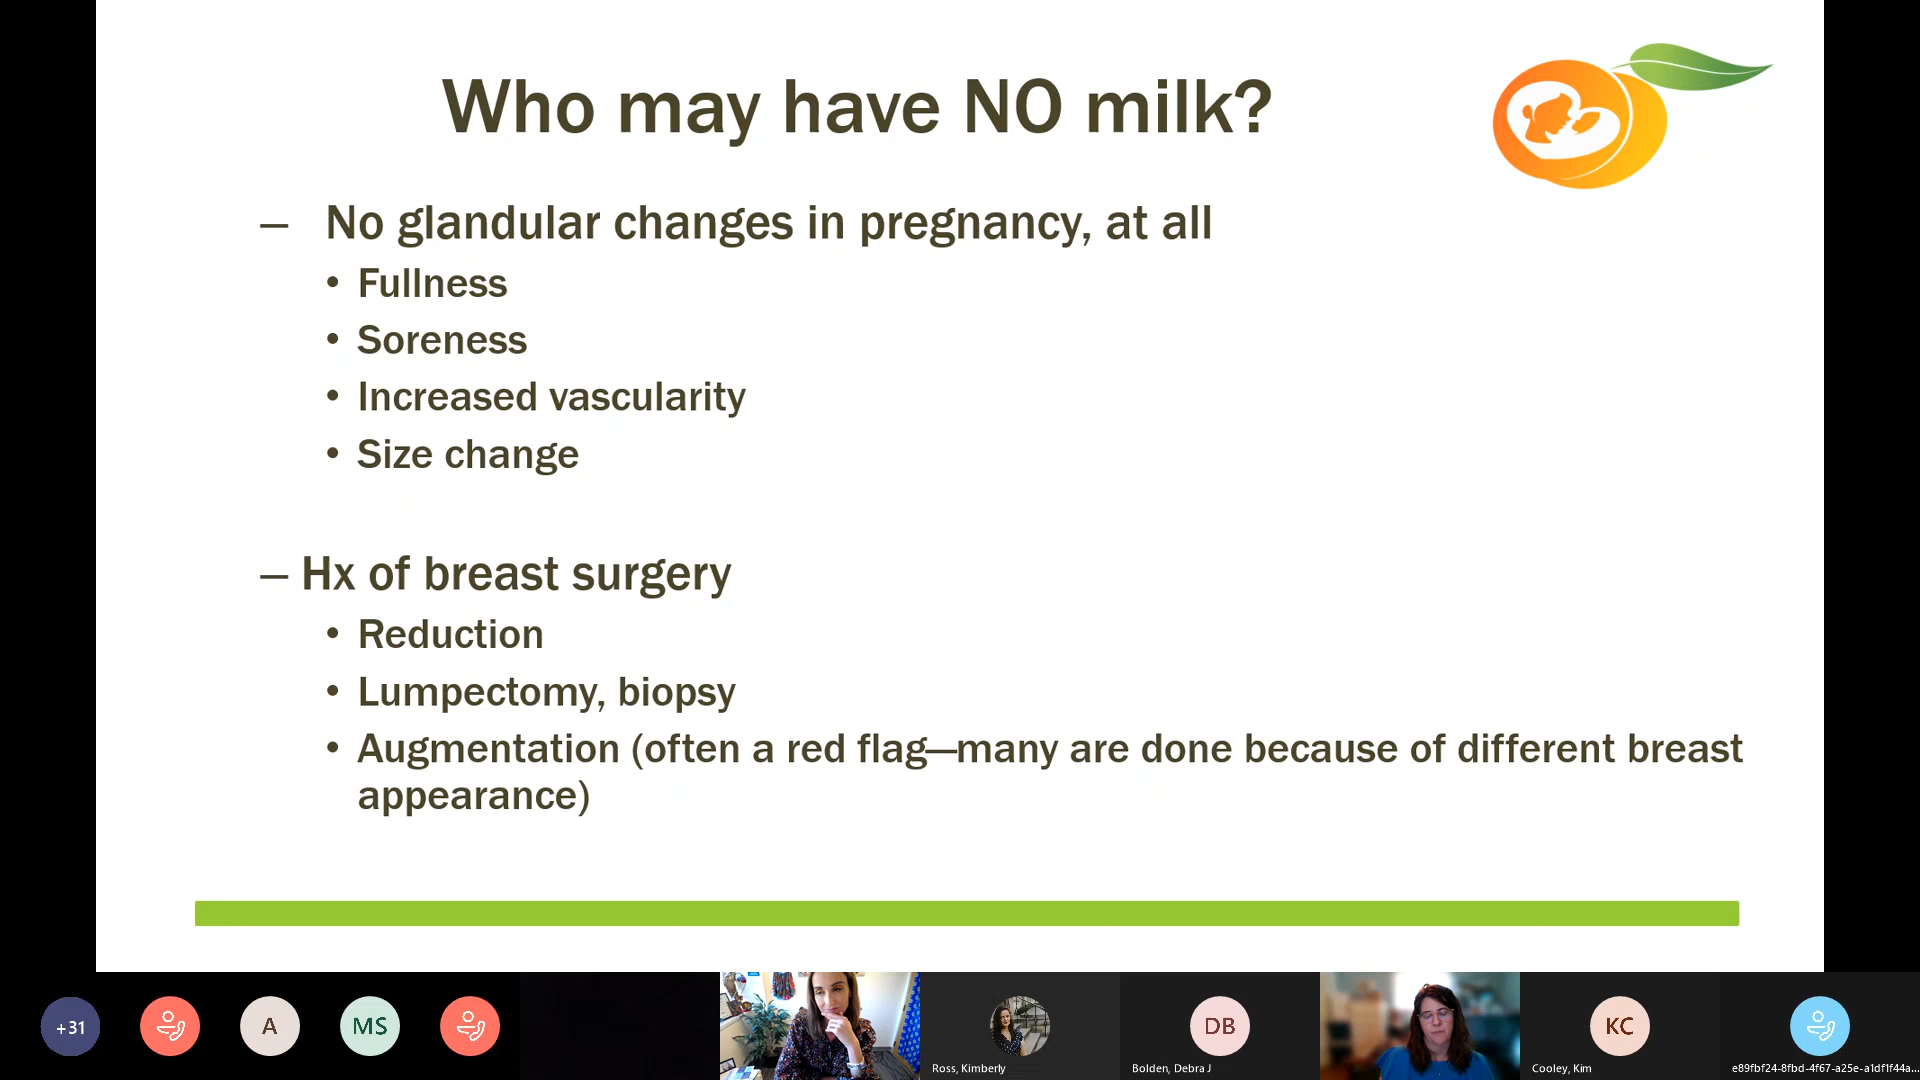 Who may have NO milk?
– No glandular changes in pregnancy, at all
• Fullness
• Soreness
• Increased vascularity
• Size change
– Hx of breast surgery
• Reduction
• Lumpectomy, biopsy
• Augmentation (often a red flag—many are done because of different breast
appearance)
+31
A
MS
DB
KC
Ross, Kimberly
Bolden, Debra J
Cooley, Kim
e89fbf24-8fbd-4f67-a25e-a1df1f44a...